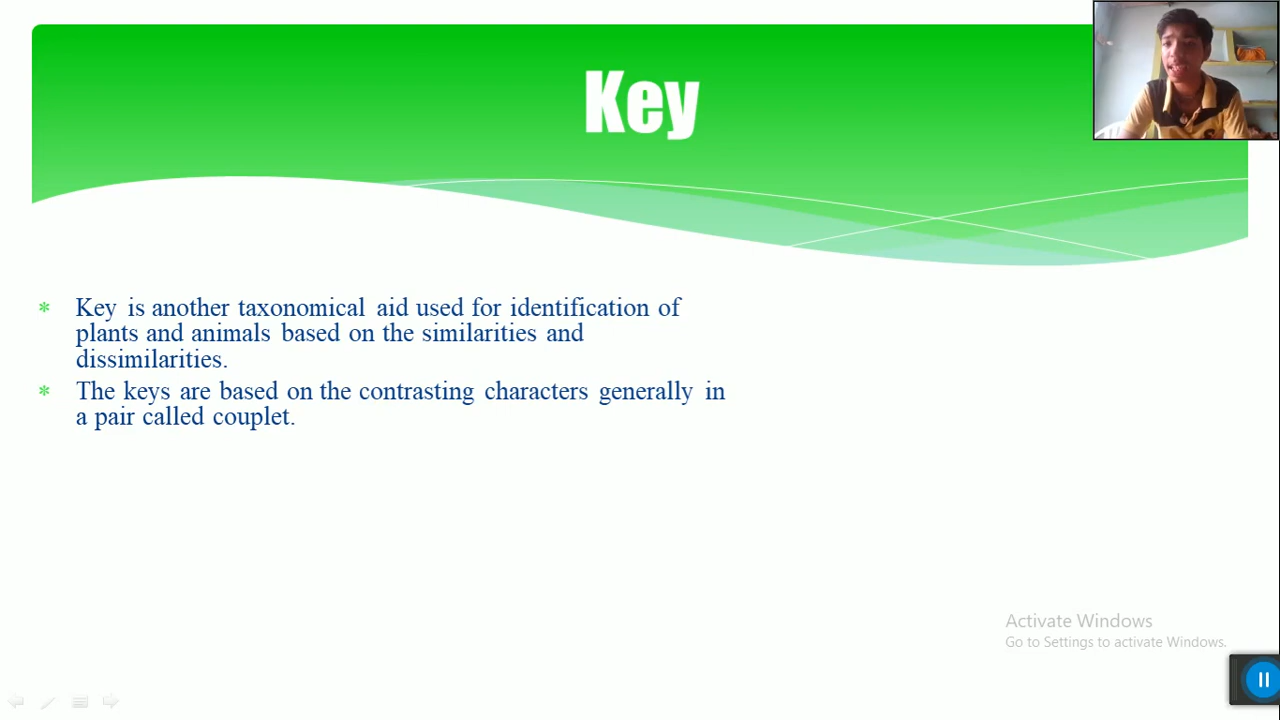 Key
Key is another taxonomical aid used for identification of
plants and animals based on the similarities and
dissimilarities.
The keys are based on the contrasting characters generally in
a pair called couplet.
Activate Windows
Go to Settings to activate Windows.